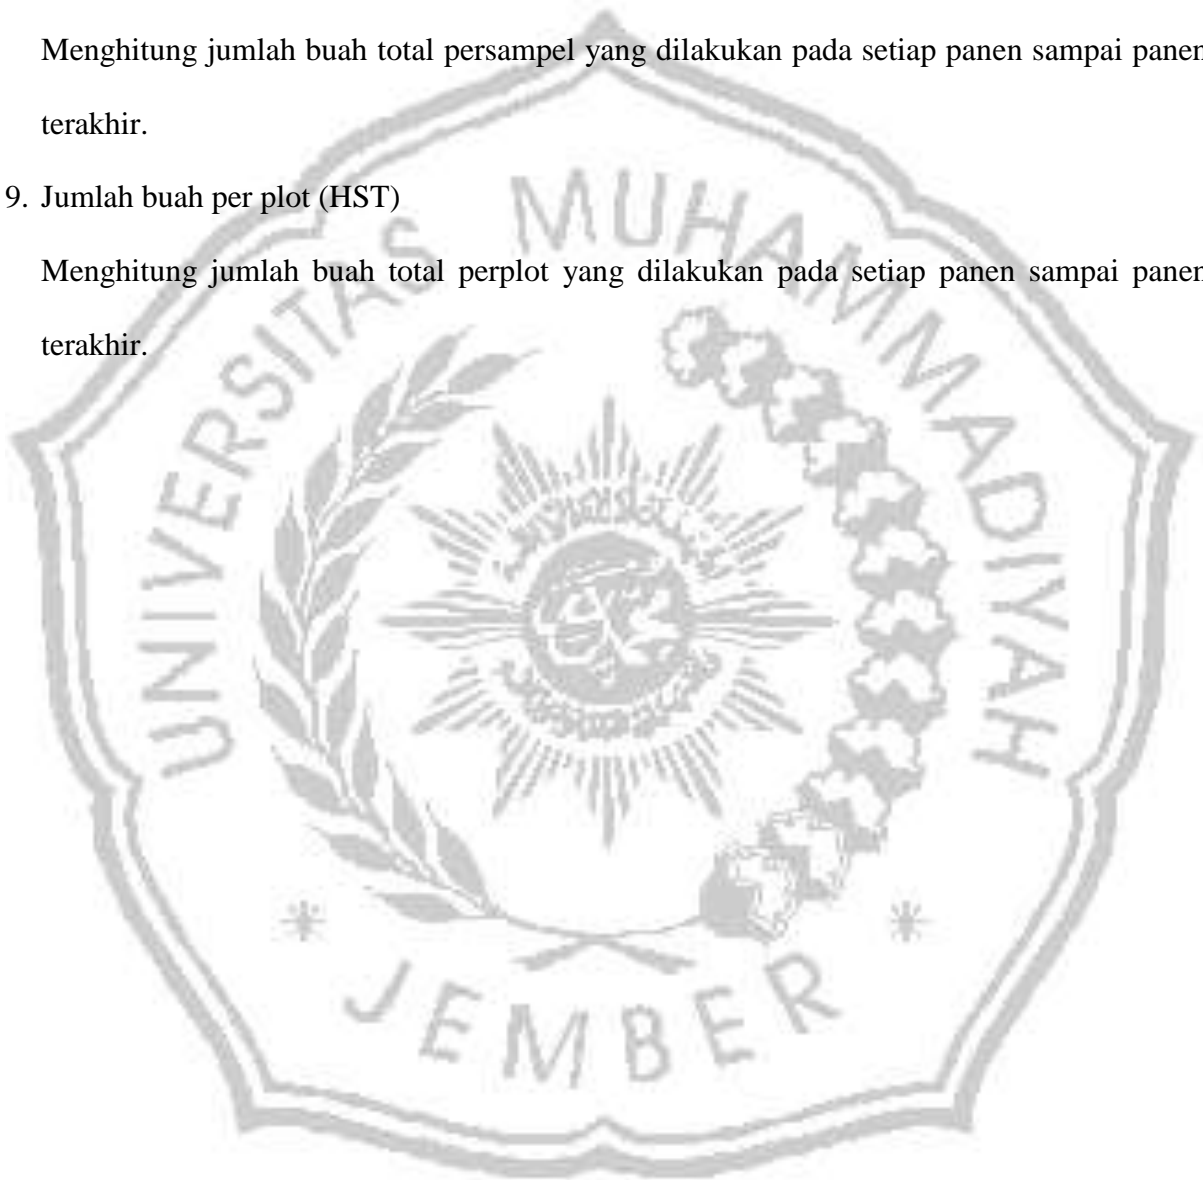 Menghitung jumlah buah total persampel yang dilakukan pada setiap panen sampai panen
terakhir.
9. Jumlah buah per plot (HST)
Menghitung jumlah buah total perplot yang dilakukan pada setiap panen sampai panen
terakhir.
UNIVERSITAS MUHAMMADIYAH
JEMBER